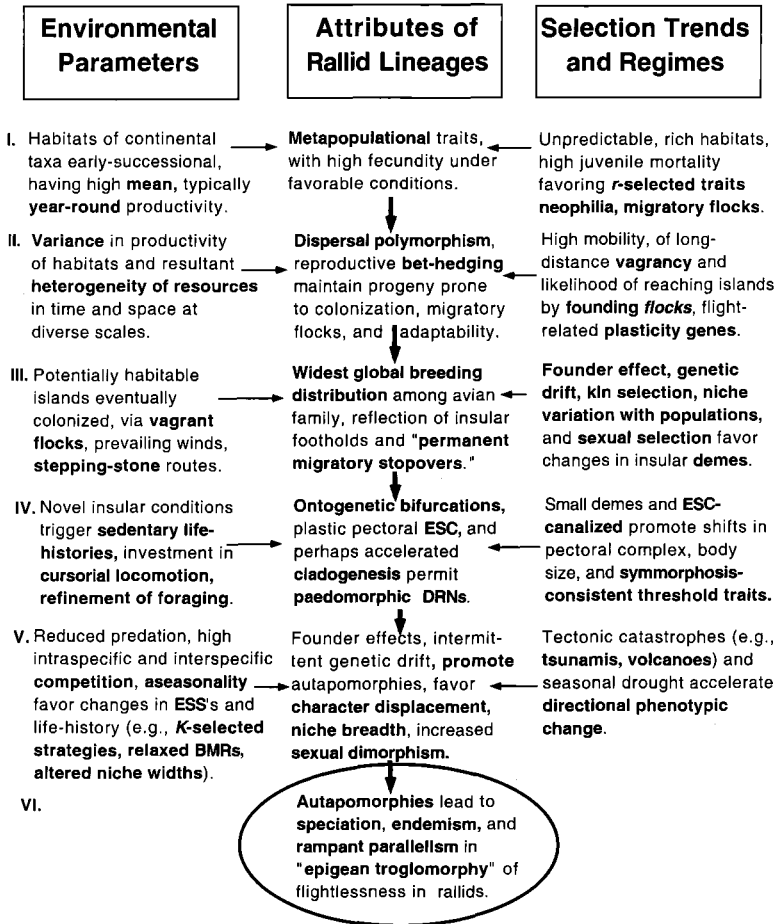 Environmental
Parameters
Attributes of
Rallid Lineages
Selection Trends
and Regimes
I. Habitats of continental
taxa early-successional,
having high mean, typically
year-round productivity.
Metapopulational traits,
with high fecundity under
favorable conditions.
Unpredictable, rich habitats,
high juvenile mortality
favoring r-selected traits
neophilia, migratory flocks.
II. Variance in productivity
of habitats and resultant
heterogeneity of resources
in time and space at
diverse scales.
Dispersal polymorphism,
reproductive bet-hedging
maintain progeny prone
to colonization, migratory
flocks, and adaptability.
High mobility, of long-
distance vagrancy and
likelihood of reaching islands
by founding flocks, flight-
related plasticity genes.
III. Potentially habitable
islands eventually
colonized, via vagrant
flocks, prevailing winds,
stepping-stone routes.
Widest global breeding
distribution among avian
family, reflection of insular
footholds and "permanent
migratory stopovers."
Founder effect, genetic
drift, kin selection, niche
variation with populations,
and sexual selection favor
changes in insular demes.
IV. Novel insular conditions
trigger sedentary life-
histories, investment in
cursorial locomotion,
refinement of foraging.
Ontogenetic bifurcations,
plastic pectoral ESC, and
perhaps accelerated
cladogenesis permit
paedomorphic DRNs.
Small demes and ESC-
canalized promote shifts in
pectoral complex, body
size, and symmorphosis-
consistent threshold traits.
V. Reduced predation, high
intraspecific and interspecific
competition, aseasonality
favor changes in ESS's and
life-history (e.g., K-selected
strategies, relaxed BMRs,
altered niche widths).
Founder effects, intermit-
tent genetic drift, promote
autapomorphies, favor
character displacement,
niche breadth, increased
sexual dimorphism.
Tectonic catastrophes (e.g.,
tsunamis, volcanoes) and
seasonal drought accelerate
directional phenotypic
change.
VI.
Autapomorphies lead to
speciation, endemism, and
rampant parallelism in
"epigean troglomorphy" of
flightlessness in rallids.